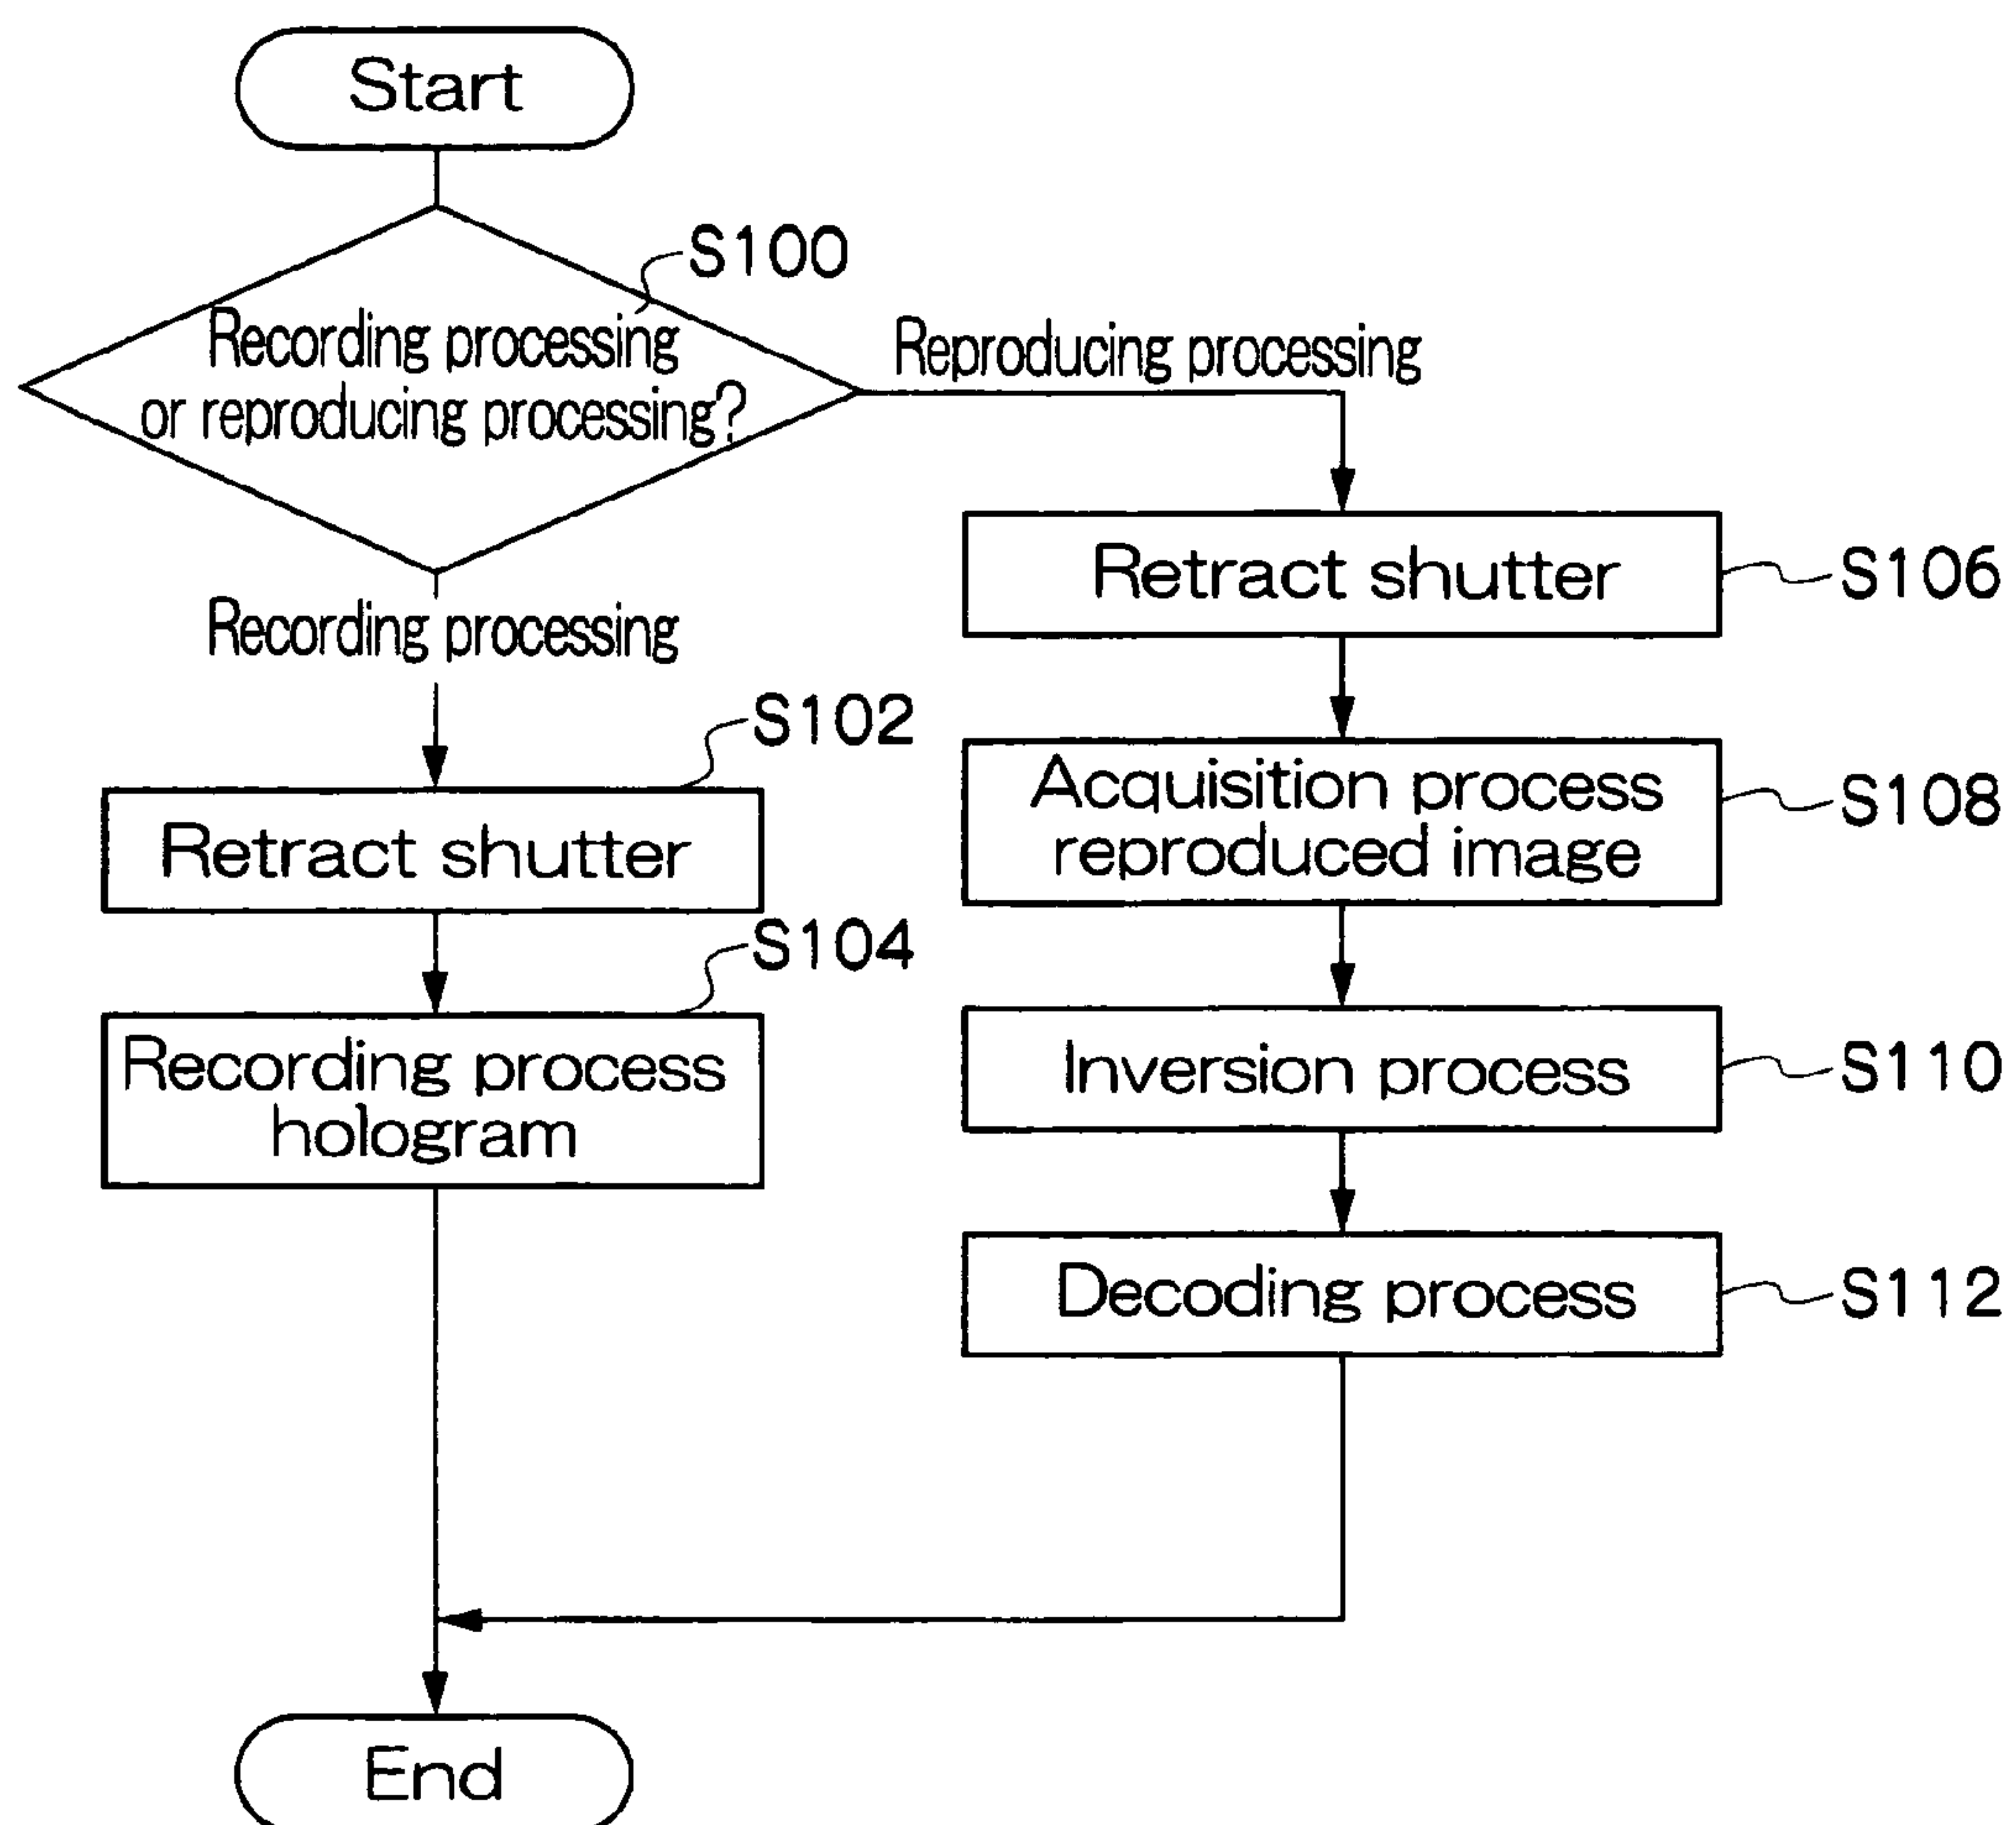 Start
S100
Recording processing
or reproducing processing?
Reproducing processing
Recording processing
S102
Retract shutter
S104
Recording process
hologram
Retract shutter
S106
Acquisition process
reproduced image
S108
Inversion process
S110
Decoding process
S112
End